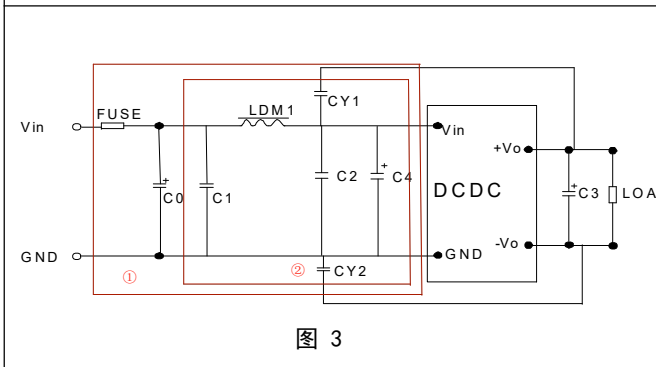 FUSE
LDM1
CY1
Vin
Vin
+Vo
C0
C1
C2
C4
DCDC
C3
LOA
GND
①
②
CY2
GND
-Vo
图 3